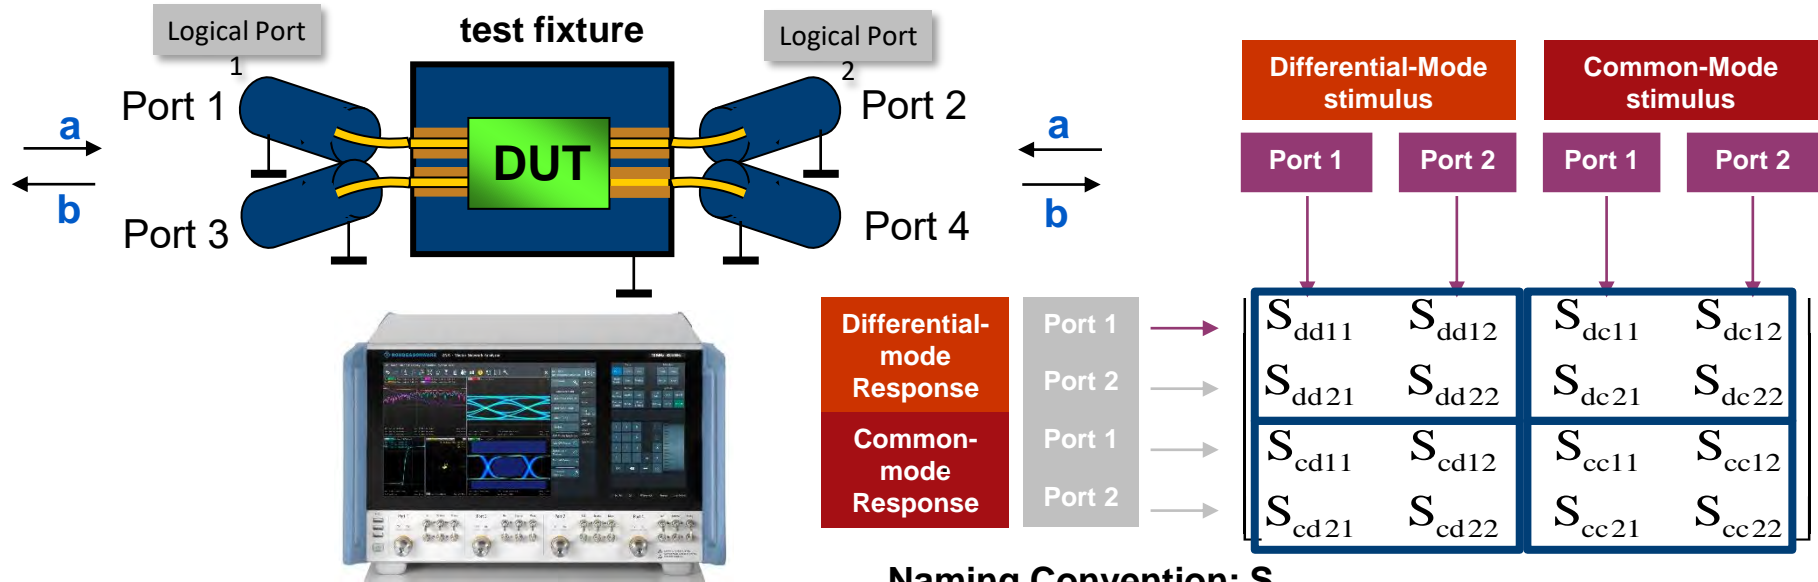 Logical Port
1
test fixture
Logical Port
2
Port 1
Port 2
a
b
DUT
a
b
Port 3
Port 4
Differential-Mode
stimulus
Common-Mode
stimulus
Port 1
Port 2
Port 1
Port 2
Differential-
mode
Response
Common-
mode
Response
Port 1
Port 2
Port 1
Port 2
Sdd11 Sdd12 Sdc11 Sdc12
Sdd21 Sdd22 Sdc21 Sdc22
Scd11 Scd12 Scc11 Scc12
Scd21 Scd22 Scc21 Scc22
ROHDE&SCHWARZ
Naming Convention: S